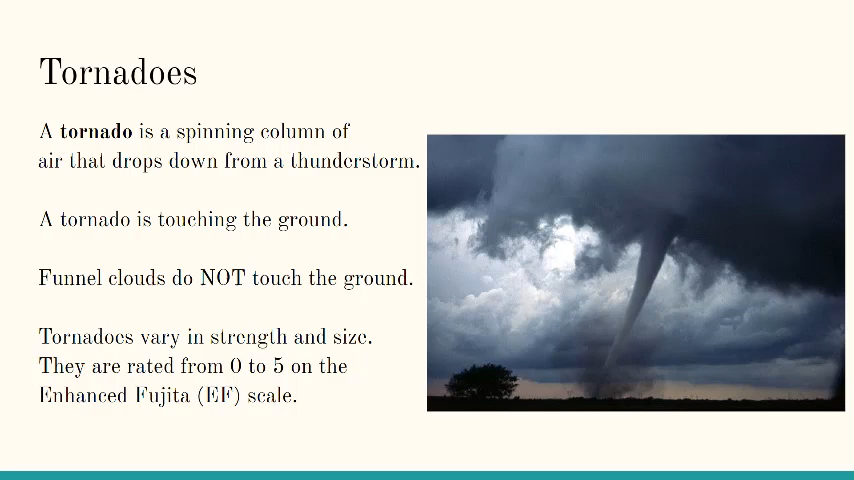 Tornadoes
A tornado is a spinning column of
air that drops down from a thunderstorm.
A tornado is touching the ground.
Funnel clouds do NOT touch the ground.
Tornadoes vary in strength and size.
They are rated from 0 to 5 on the
Enhanced Fujita (EF) scale.